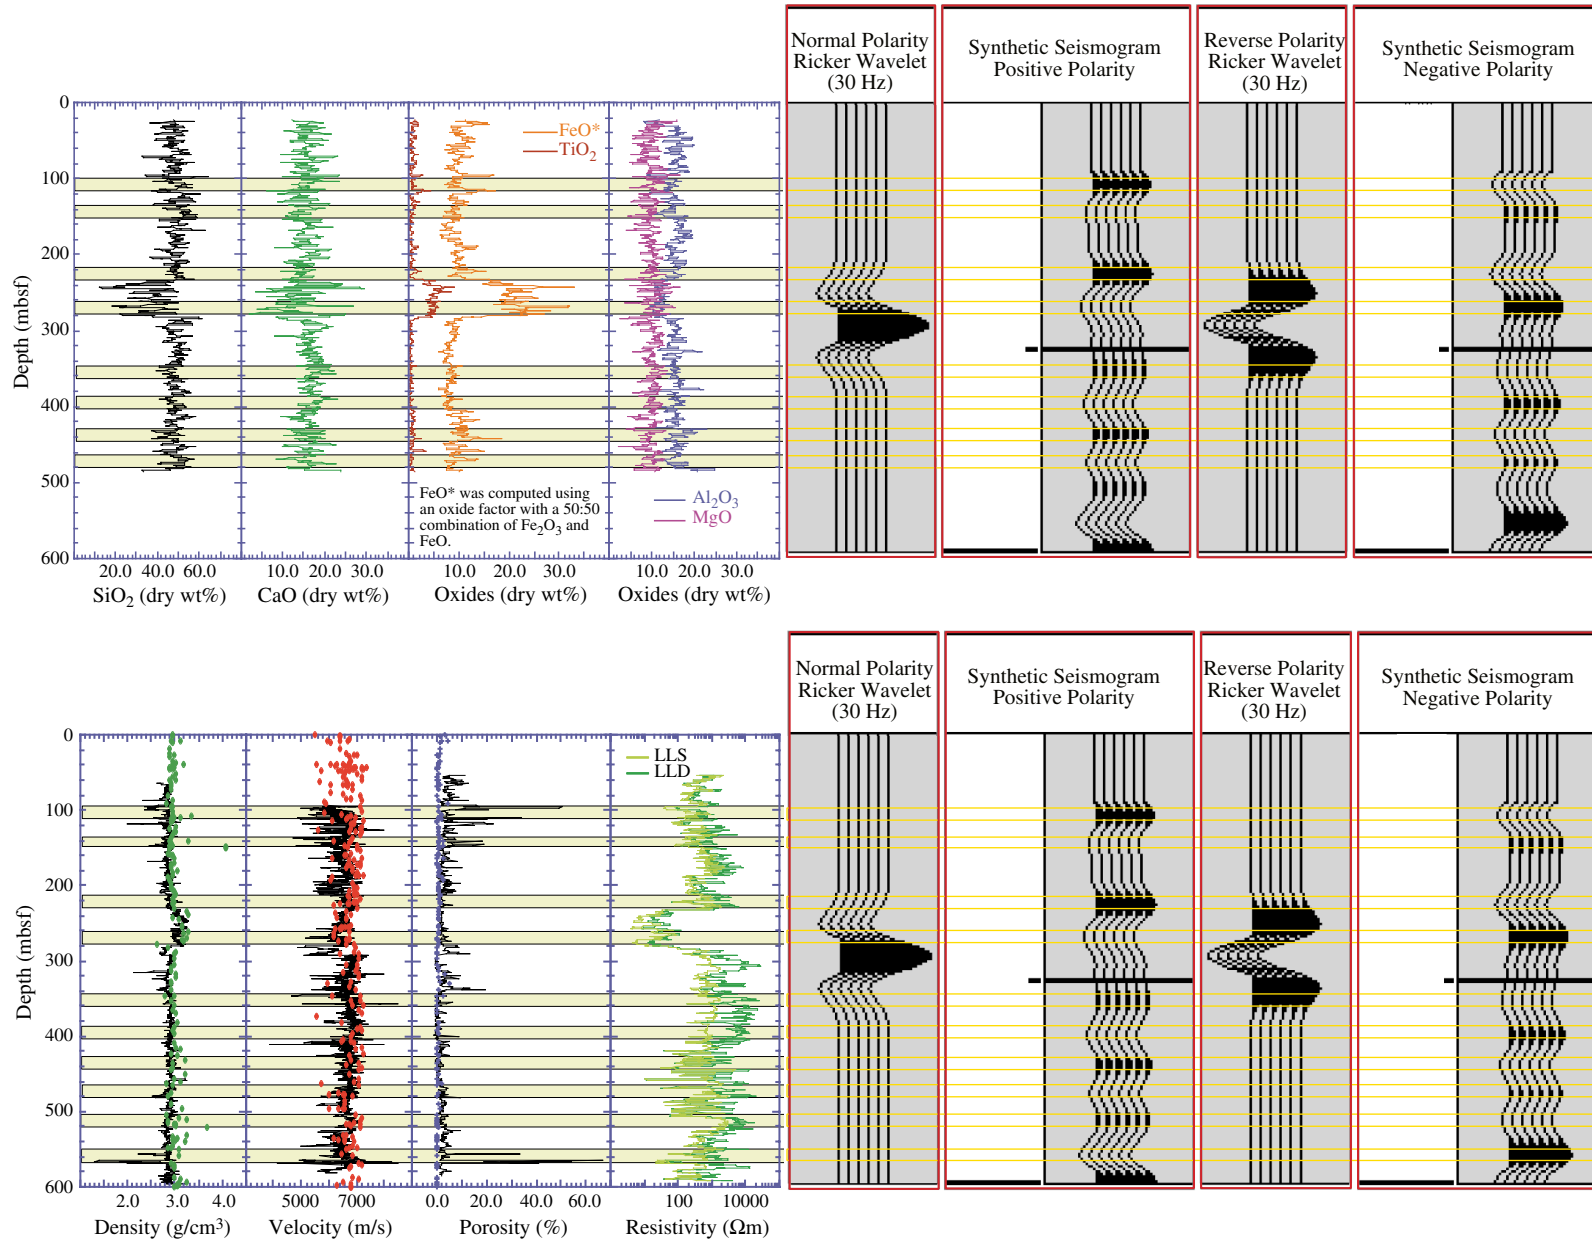 Normal Polarity
Ricker Wavelet
(30 Hz)
Synthetic Seismogram
Positive Polarity
Reverse Polarity
Ricker Wavelet
(30 Hz)
Synthetic Seismogram
Negative Polarity
0
100
200
300
400
500
600
Depth (mbsf)
FeO*
TiO2
FeO* was computed using
an oxide factor with a 50:50
combination of Fe2O3 and
FeO.
Al2O3
MgO
20.0 40.0 60.0
10.0 20.0 30.0
10.0 20.0 30.0
10.0 20.0 30.0
SiO2 (dry wt%)
CaO (dry wt%)
Oxides (dry wt%)
Oxides (dry wt%)
Normal Polarity
Ricker Wavelet
(30 Hz)
Synthetic Seismogram
Positive Polarity
Reverse Polarity
Ricker Wavelet
(30 Hz)
Synthetic Seismogram
Negative Polarity
0
100
200
300
400
500
600
Depth (mbsf)
LLS
LLD
2.0 3.0 4.0
5000 7000
0.0 20.0 60.0
100 10000
Density (g/cm3)
Velocity (m/s)
Porosity (%)
Resistivity (Ωm)